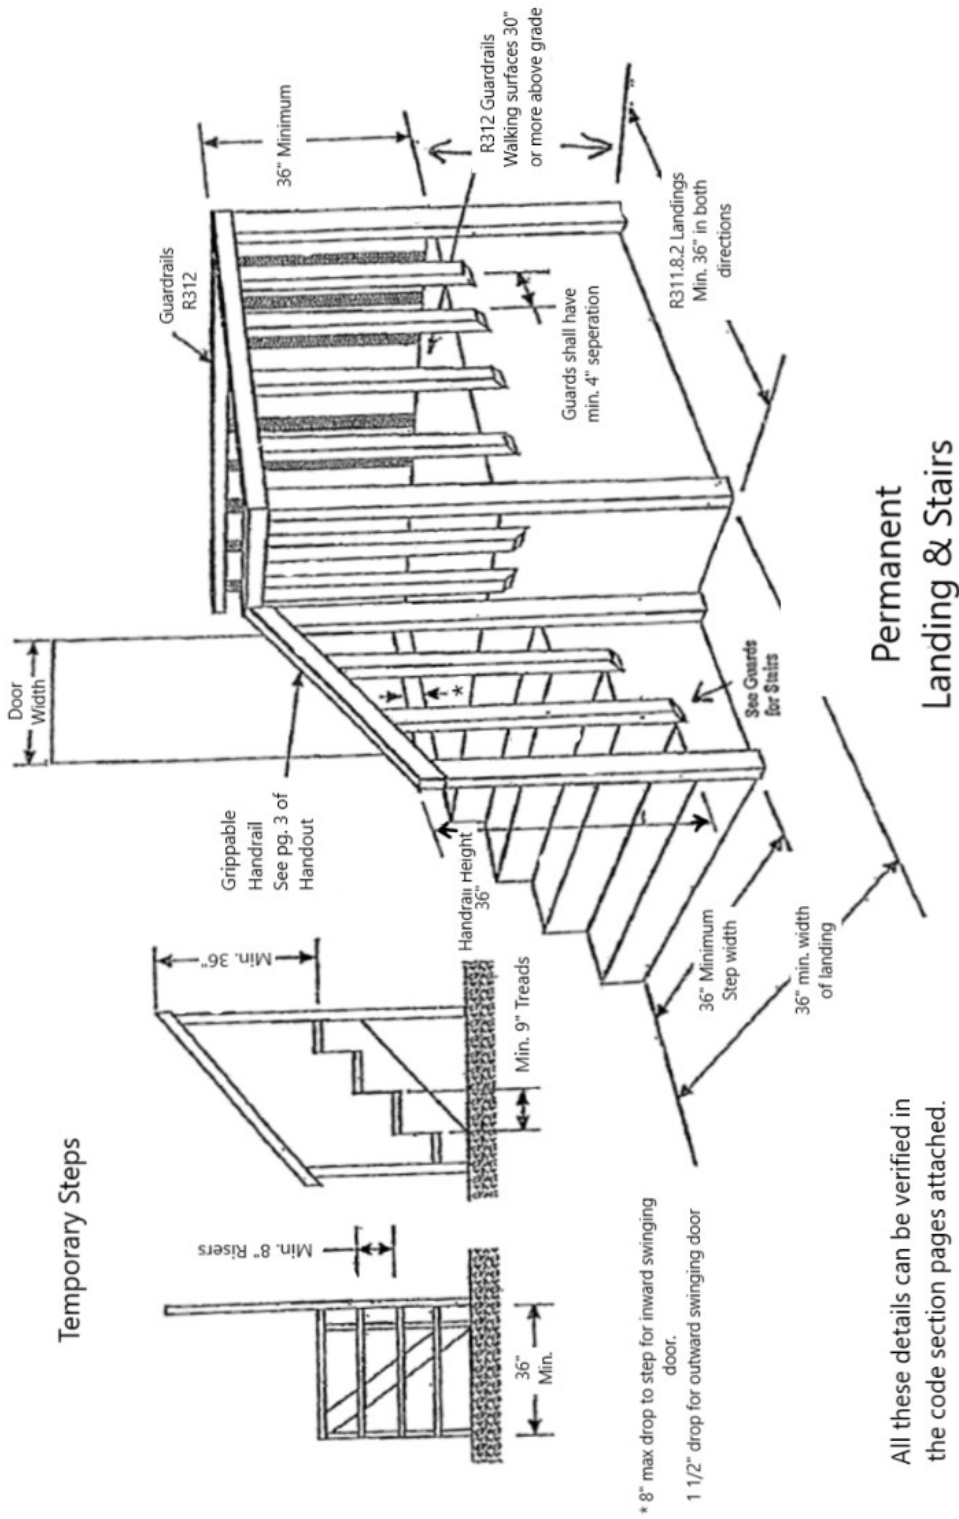 Temporary Steps
Min. 8" Risers
36"
Min.
Min. 36"
Min. 9" Treads
* 8" max drop to step for inward swinging
door.
1 1/2" drop for outward swinging door
All these details can be verified in
the code section pages attached.
Door
Width
Grippable
Handrail
See pg. 3 of
Handout
*
Handrail Height
36"
36" Minimum
Step width
36" min. width
of landing
See Guards
for Stairs
Guardrails
R312
36" Minimum
R312 Guardrails
Walking surfaces 30"
or more above grade
Guards shall have
min. 4" seperation
R311.8.2 Landings
Min. 36" in both
directions
Permanent
Landing & Stairs